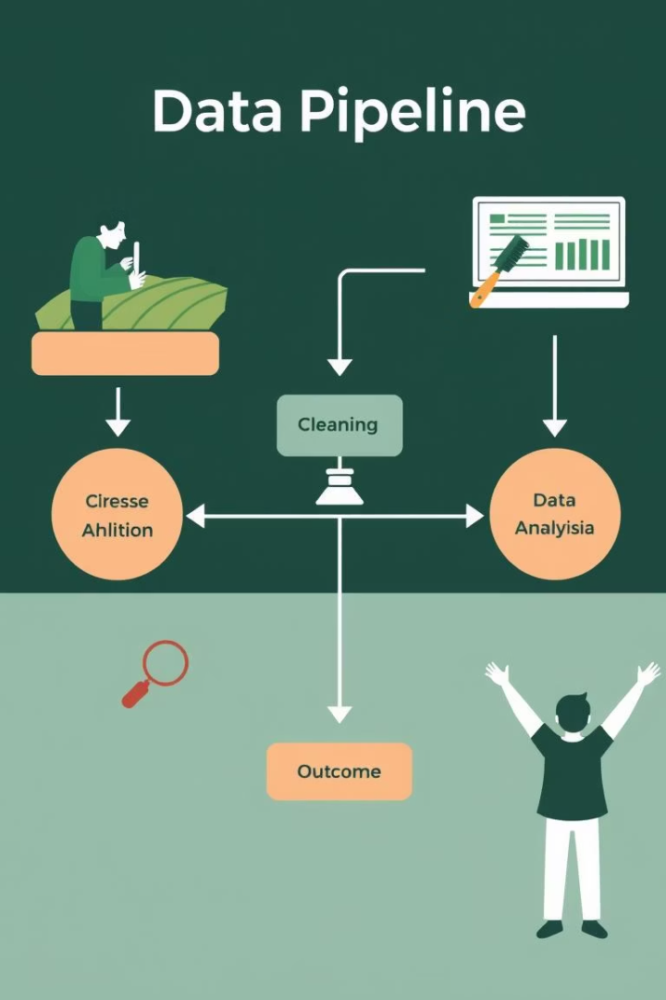 Data Pipeline
Cleaning
Ciresse
Ahlition
Data
Analyisia
Outcome